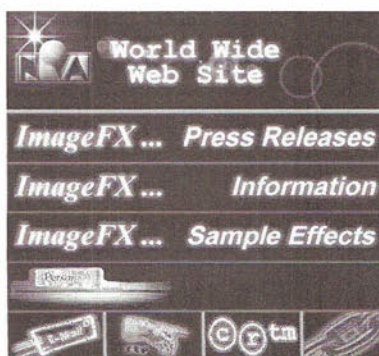 World Wide
Web Site
ImageFX ... Press Releases
ImageFX ... Information
ImageFX ... Sample Effects
E-Mail
c r tm